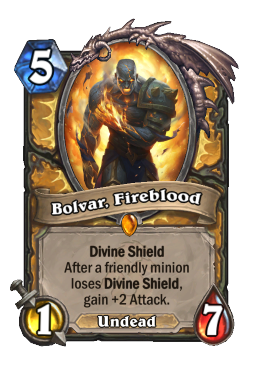 5
Bolvar, Fireblood
Divine Shield
After a friendly minion
loses Divine Shield,
gain +2 Attack.
1
Undead
7